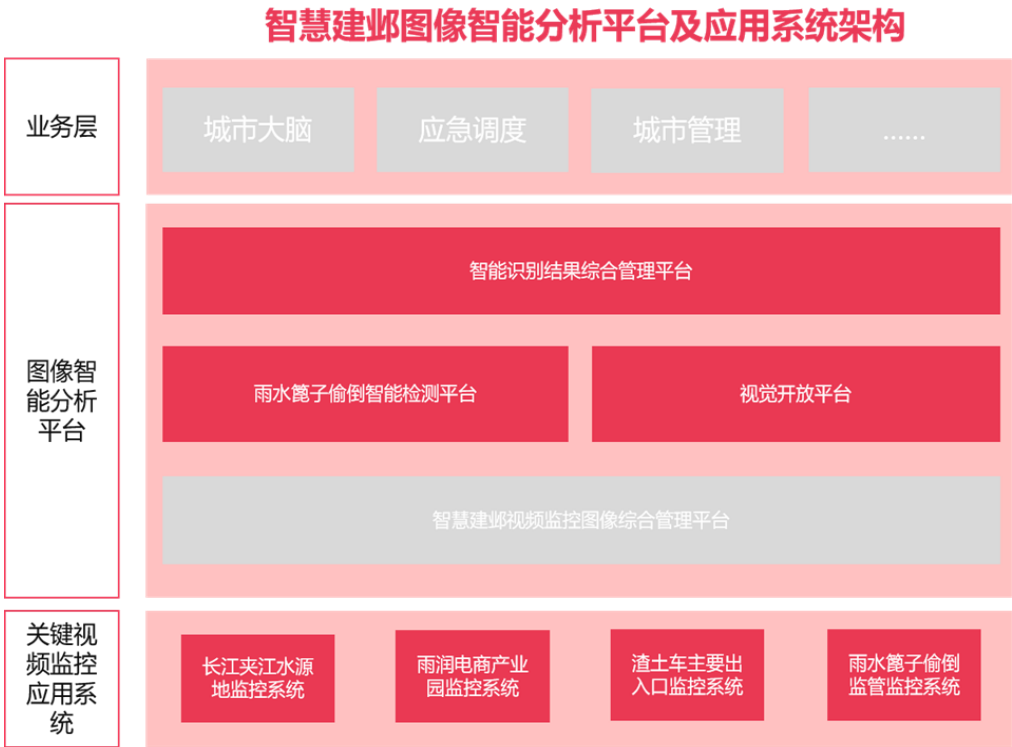 智慧建邺图像智能分析平台及应用系统架构
业务层
城市大脑
应急调度
城市管理
......
图像智
能分析
平台
智能识别结果综合管理平台
雨水篦子偷倒智能检测平台
视觉开放平台
智慧建邺视频监控图像综合管理平台
关键视
频监控
应用系
统
长江夹江水源
地监控系统
雨润电商产业
园监控系统
渣土车主要出
入口监控系统
雨水篦子偷倒
监管监控系统